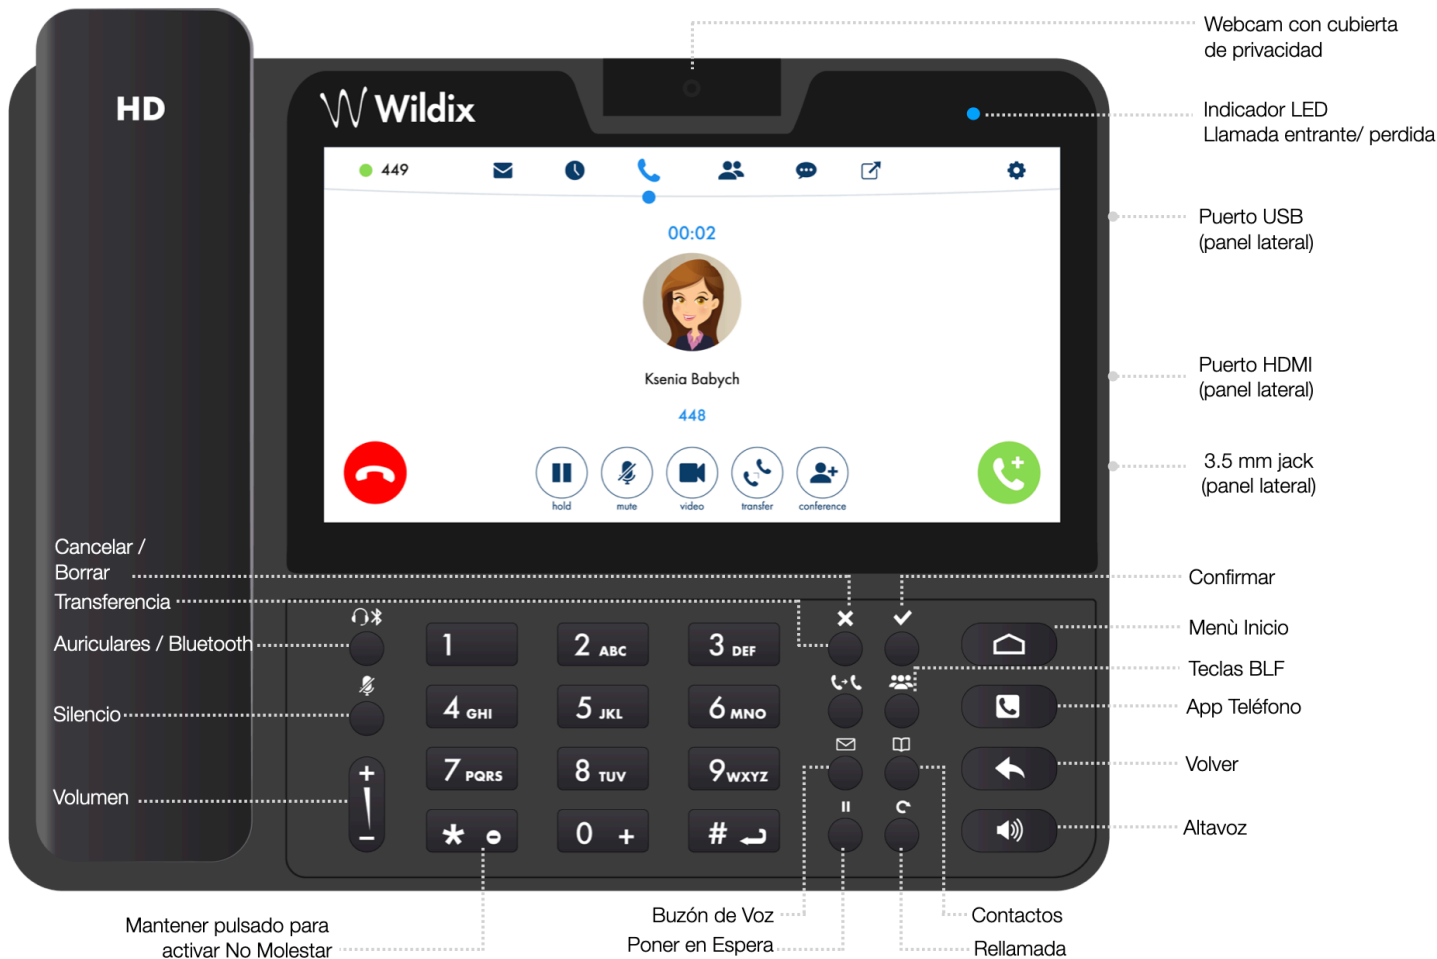 Webcam con cubierta
de privacidad
HD
Wildix
Indicador LED
Llamada entrante/ perdida
449
Puerto USB
(panel lateral)
00:02
Ksenia Babych
448
Puerto HDMI
(panel lateral)
3.5 mm jack
(panel lateral)
hold
mute
video
transfer
conference
Cancelar /
Borrar
Transferencia
Auriculares / Bluetooth
Silencio
Volumen
+
−
1
2 ABC
3 DEF
4 GHI
5 JKL
6 MNO
7 PQRS
8 TUV
9 WXYZ
*
0 +
#
Confirmar
Menù Inicio
Teclas BLF
App Teléfono
Volver
Altavoz
Mantener pulsado para
activar No Molestar
Buzón de Voz
Poner en Espera
Contactos
Rellamada